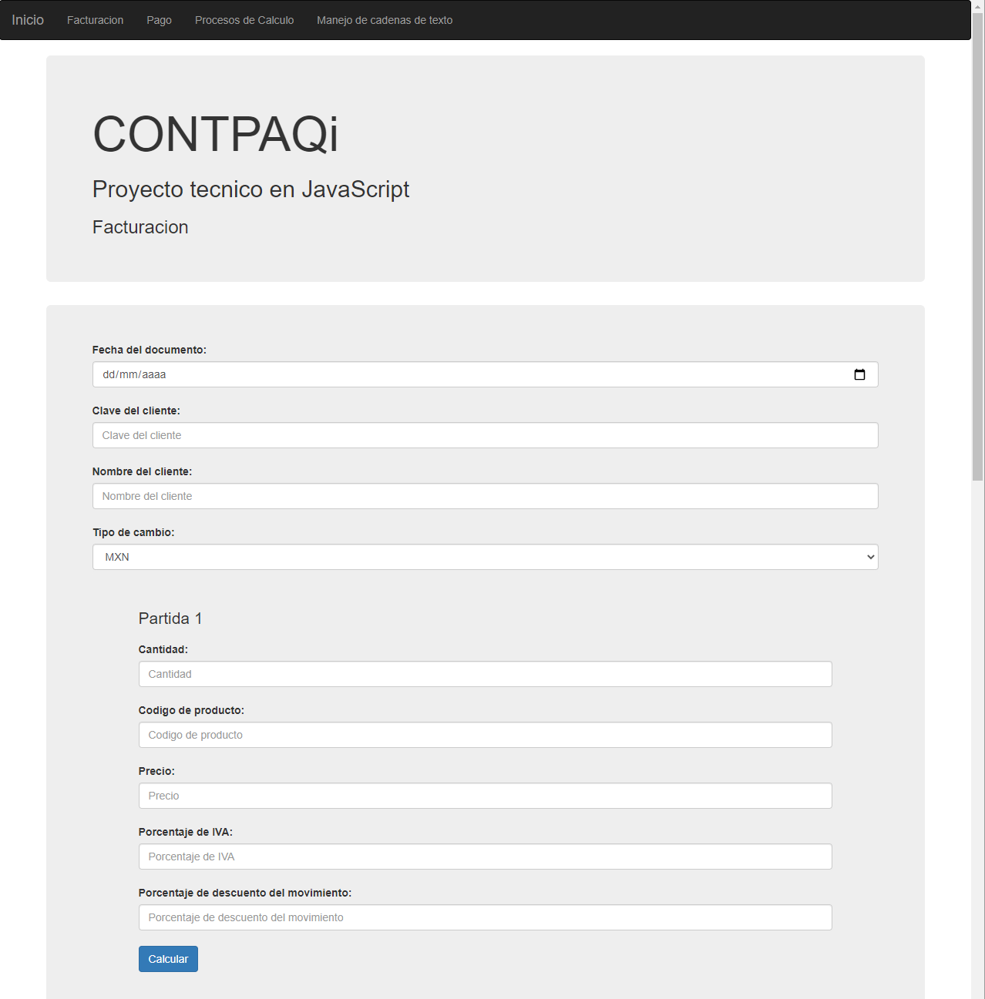 Inicio Facturacion Pago Procesos de Calculo Manejo de cadenas de texto
CONTPAQi
Proyecto tecnico en JavaScript
Facturacion
Fecha del documento:
dd/mm/aaaa
Clave del cliente:
Clave del cliente
Nombre del cliente:
Nombre del cliente
Tipo de cambio:
MXN
Partida 1
Cantidad:
Cantidad
Codigo de producto:
Codigo de producto
Precio:
Precio
Porcentaje de IVA:
Porcentaje de IVA
Porcentaje de descuento del movimiento:
Porcentaje de descuento del movimiento
Calcular